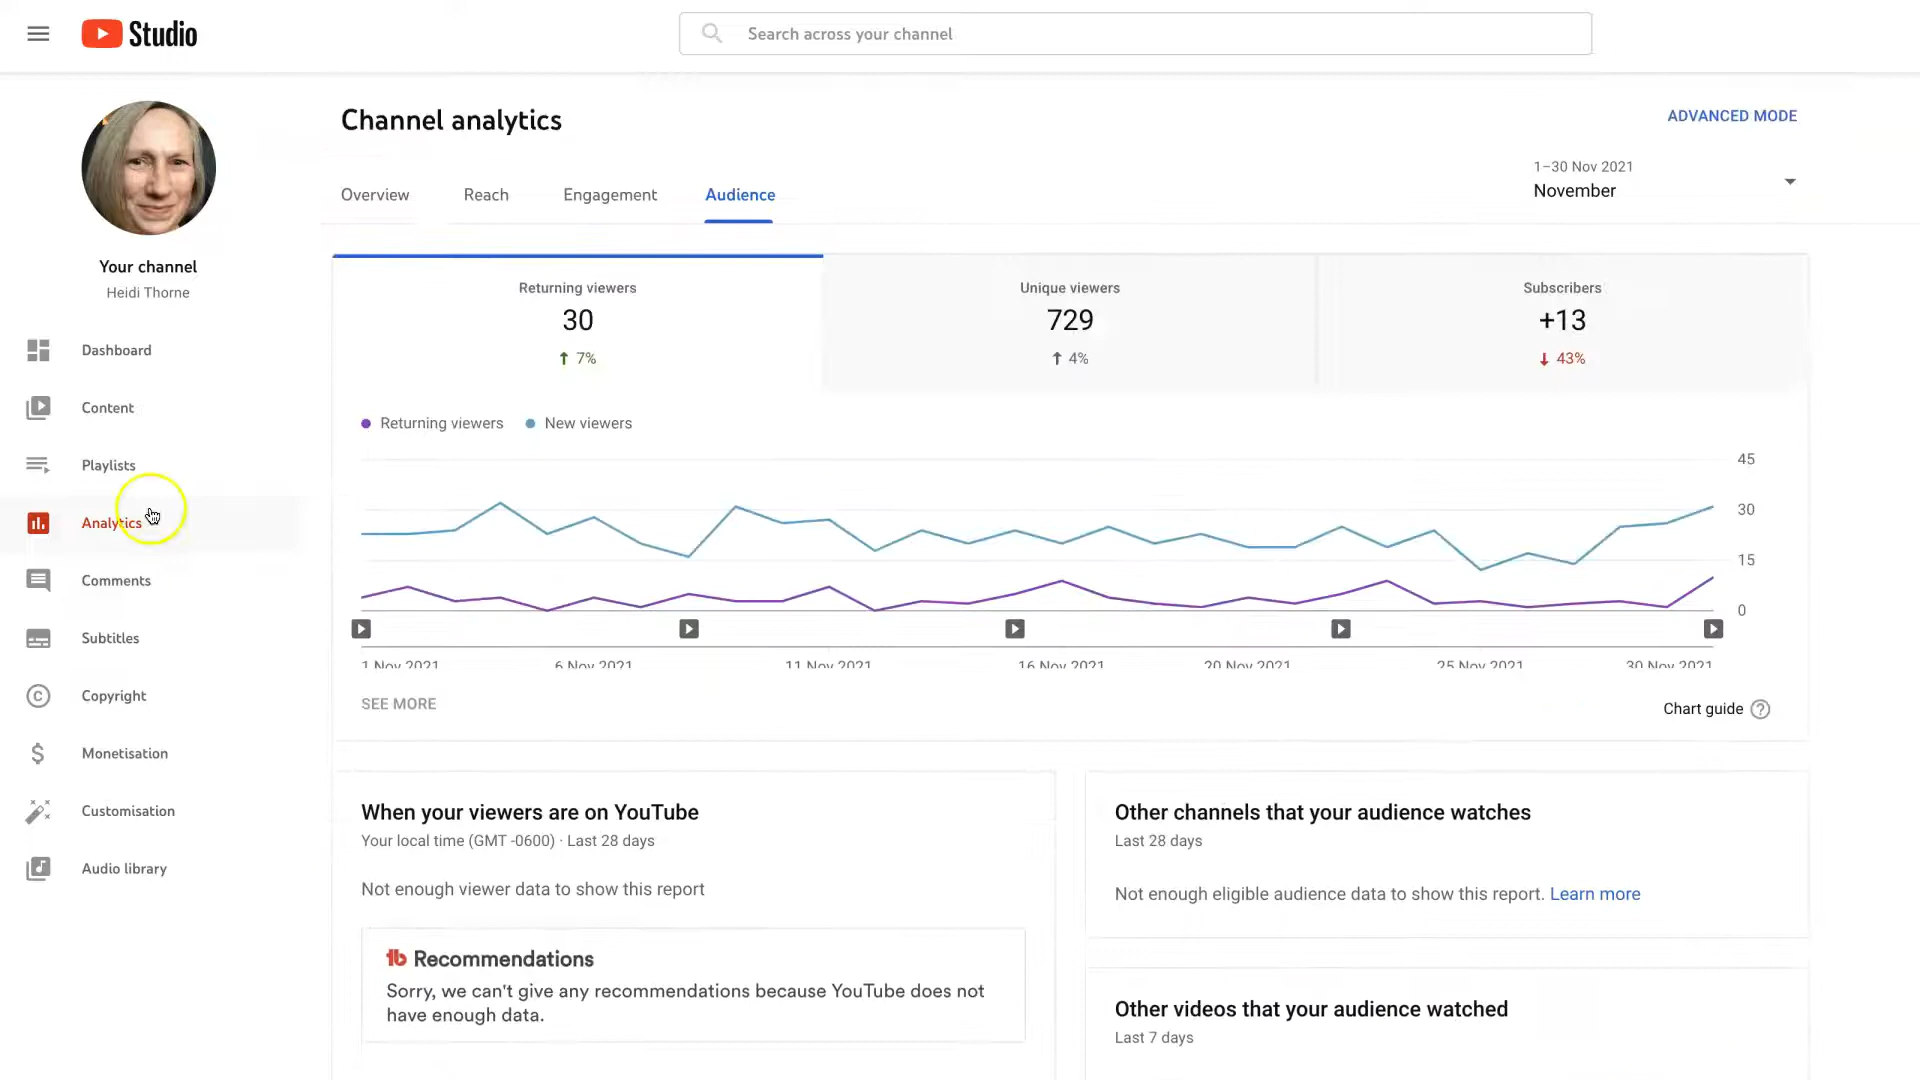 Studio
Search across your channel
Channel analytics
ADVANCED MODE
1–30 Nov 2021
November
Overview
Reach
Engagement
Audience
Your channel
Heidi Thorne
Dashboard
Content
Playlists
Analytics
Comments
Subtitles
Copyright
Monetisation
Customisation
Audio library
Returning viewers
30
7%
Unique viewers
729
4%
Subscribers
+13
43%
Returning viewers
New viewers
45
30
15
0
1 Nov 2021
6 Nov 2021
11 Nov 2021
16 Nov 2021
20 Nov 2021
25 Nov 2021
30 Nov 2021
SEE MORE
Chart guide ?
When your viewers are on YouTube
Your local time (GMT -0600) · Last 28 days
Not enough viewer data to show this report
tb Recommendations
Sorry, we can't give any recommendations because YouTube does not
have enough data.
Other channels that your audience watches
Last 28 days
Not enough eligible audience data to show this report. Learn more
Other videos that your audience watched
Last 7 days